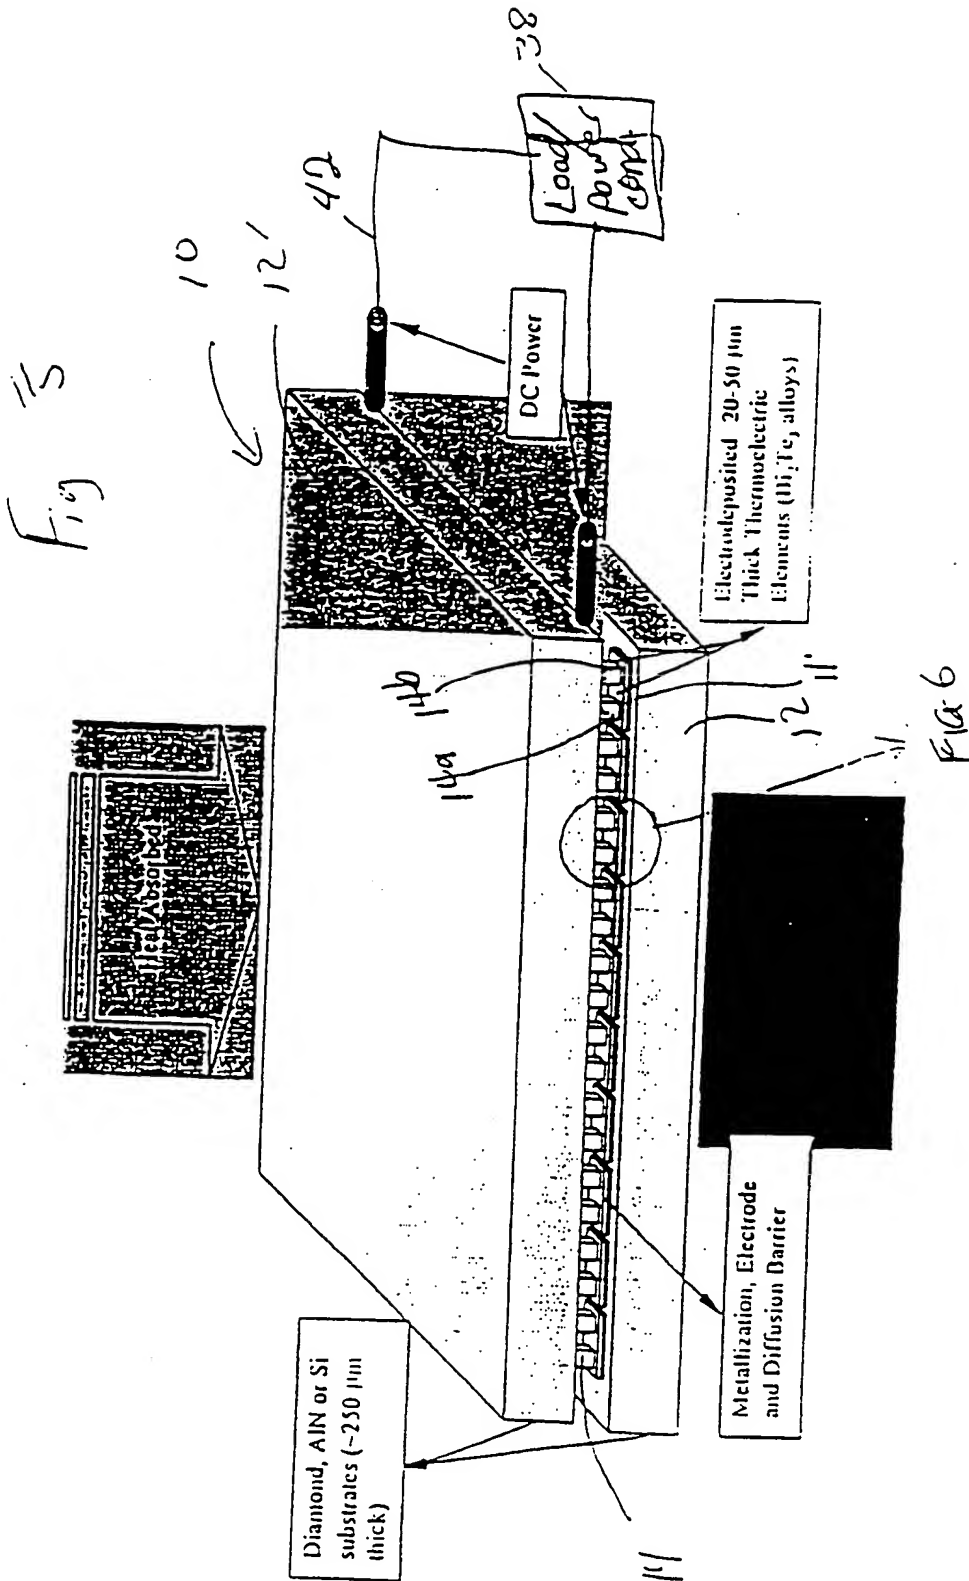 Fig 5
10
12'
42
38
Load/
Power
cond
Heat Absorbed
DC Power
Diamond, AlN or Si
substrates (~250 µm
thick)
14
14a
14b
Metallization, Electrode
and Diffusion Barrier
11
12
11'
FIG 6
Electrodeposited 20-50 µm
Thick Thermoelectric
Elements (Bi₂Te₃ alloys)